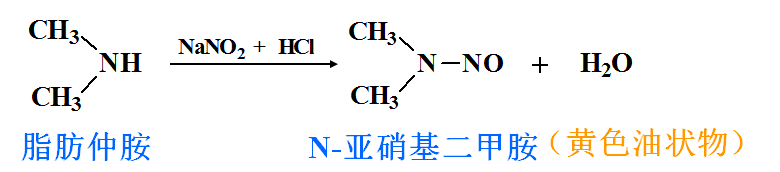 CH₃ CH₃
NH NaNO₂ + HCl N—NO + H₂O
CH₃ CH₃
脂肪仲胺 N-亚硝基二甲胺（黄色油状物）